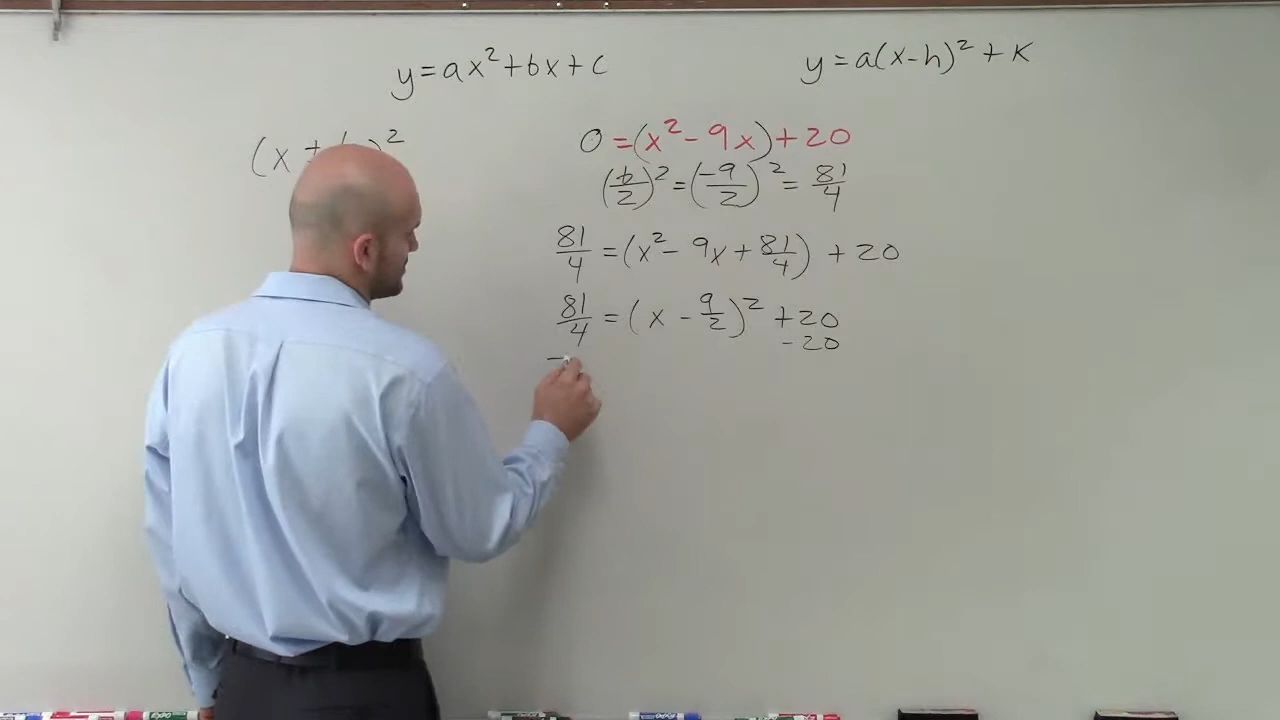 y=ax²+bx+c
y=a(x-h)²+k
(x+ )²
0=(x²-9x)+20
(b/2)²=(-9/2)²=81/4
81/4=(x²-9x+81/4)+20
81/4=(x-9/2)²+20
-20
-